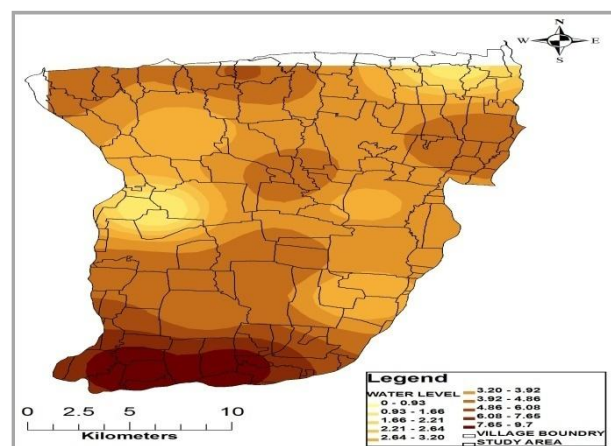 N
W E
S
Legend
WATER LEVEL
0 - 0.93
0.93 - 1.66
1.66 - 2.21
2.21 - 2.64
2.64 - 3.20
3.20 - 3.92
3.92 - 4.86
4.86 - 6.08
6.08 - 7.65
7.65 - 9.7
VILLAGE BOUNDRY
STUDY AREA
0 2.5 5 10
Kilometers